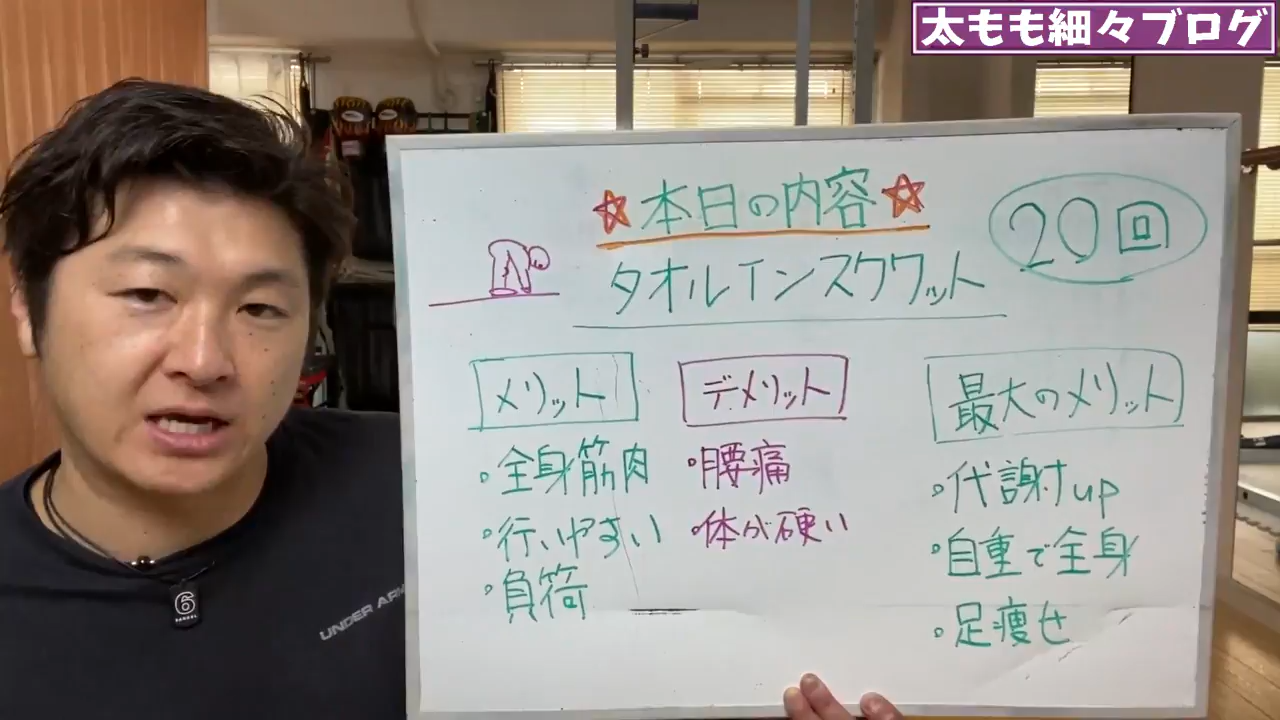 太もも細々ブログ
☆本日の内容☆
20回
タオルインスクワット
メリット
・全身筋肉
・行いやすい
・負荷
デメリット
・腰痛
・体が硬い
最大のメリット
・代謝up
・自重で全身
・足痩せ
UNDER ARM
6